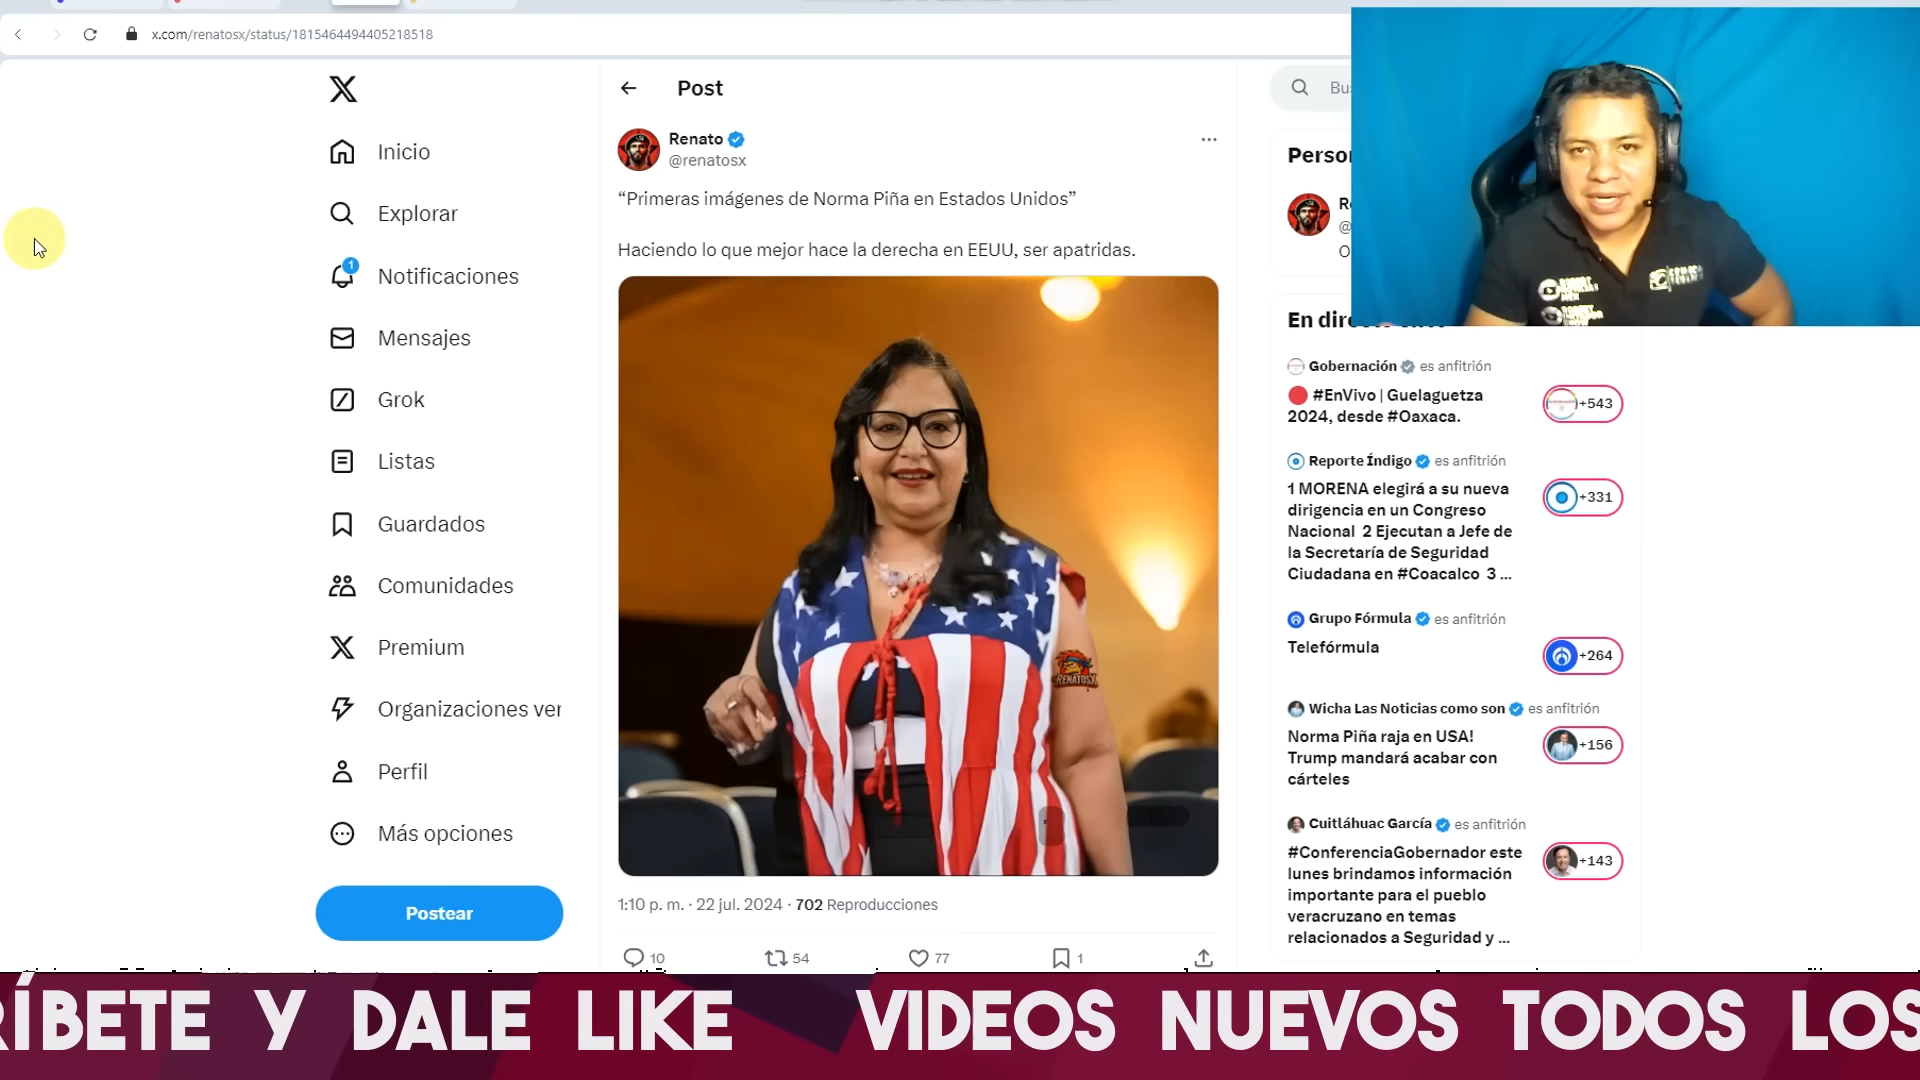 x.com/renatosx/status/1815464494405218518
Inicio
Explorar
1
Notificaciones
Mensajes
Grok
Listas
Guardados
Comunidades
Premium
Organizaciones ver
Perfil
Más opciones
Postear
Post
Renato
@renatosx
“Primeras imágenes de Norma Piña en Estados Unidos”
Haciendo lo que mejor hace la derecha en EEUU, ser apatridas.
RENATOSX
1:10 p. m. · 22 jul. 2024 · 702 Reproducciones
10
54
77
1
Bus
Person
Re
@
O
En dir
Gobernación es anfitrión
#EnVivo | Guelaguetza
2024, desde #Oaxaca.
+543
Reporte Índigo es anfitrión
1 MORENA elegirá a su nueva
dirigencia en un Congreso
Nacional 2 Ejecutan a Jefe de
la Secretaría de Seguridad
Ciudadana en #Coacalco 3 ...
+331
Grupo Fórmula es anfitrión
Telefórmula
+264
Wicha Las Noticias como son es anfitrión
Norma Piña raja en USA!
Trump mandará acabar con
cárteles
+156
Cuitláhuac García es anfitrión
#ConferenciaGobernador este
lunes brindamos información
importante para el pueblo
veracruzano en temas
relacionados a Seguridad y ...
+143
RÍBETE Y DALE LIKE VIDEOS NUEVOS TODOS LOS